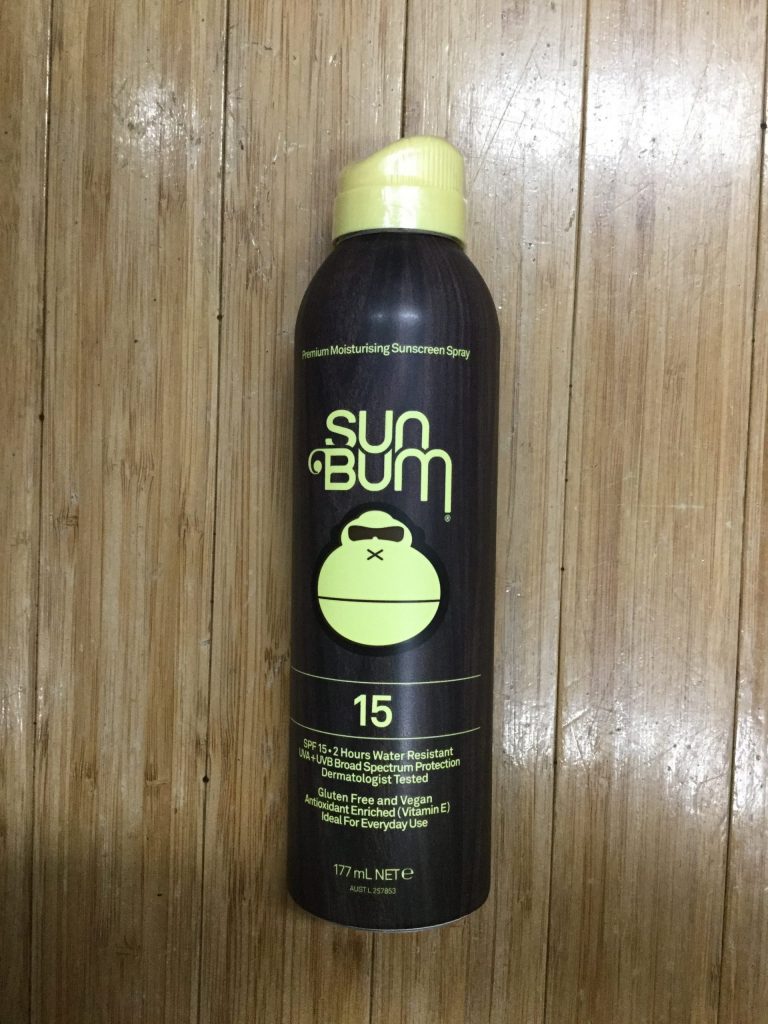 Premium Moisturising Sunscreen Spray
SUN
BUM
®
15
SPF 15 • 2 Hours Water Resistant
UVA + UVB Broad Spectrum Protection
Dermatologist Tested
Gluten Free and Vegan
Antioxidant Enriched (Vitamin E)
Ideal For Everyday Use
177 mL NET ℮
AUST L 257853